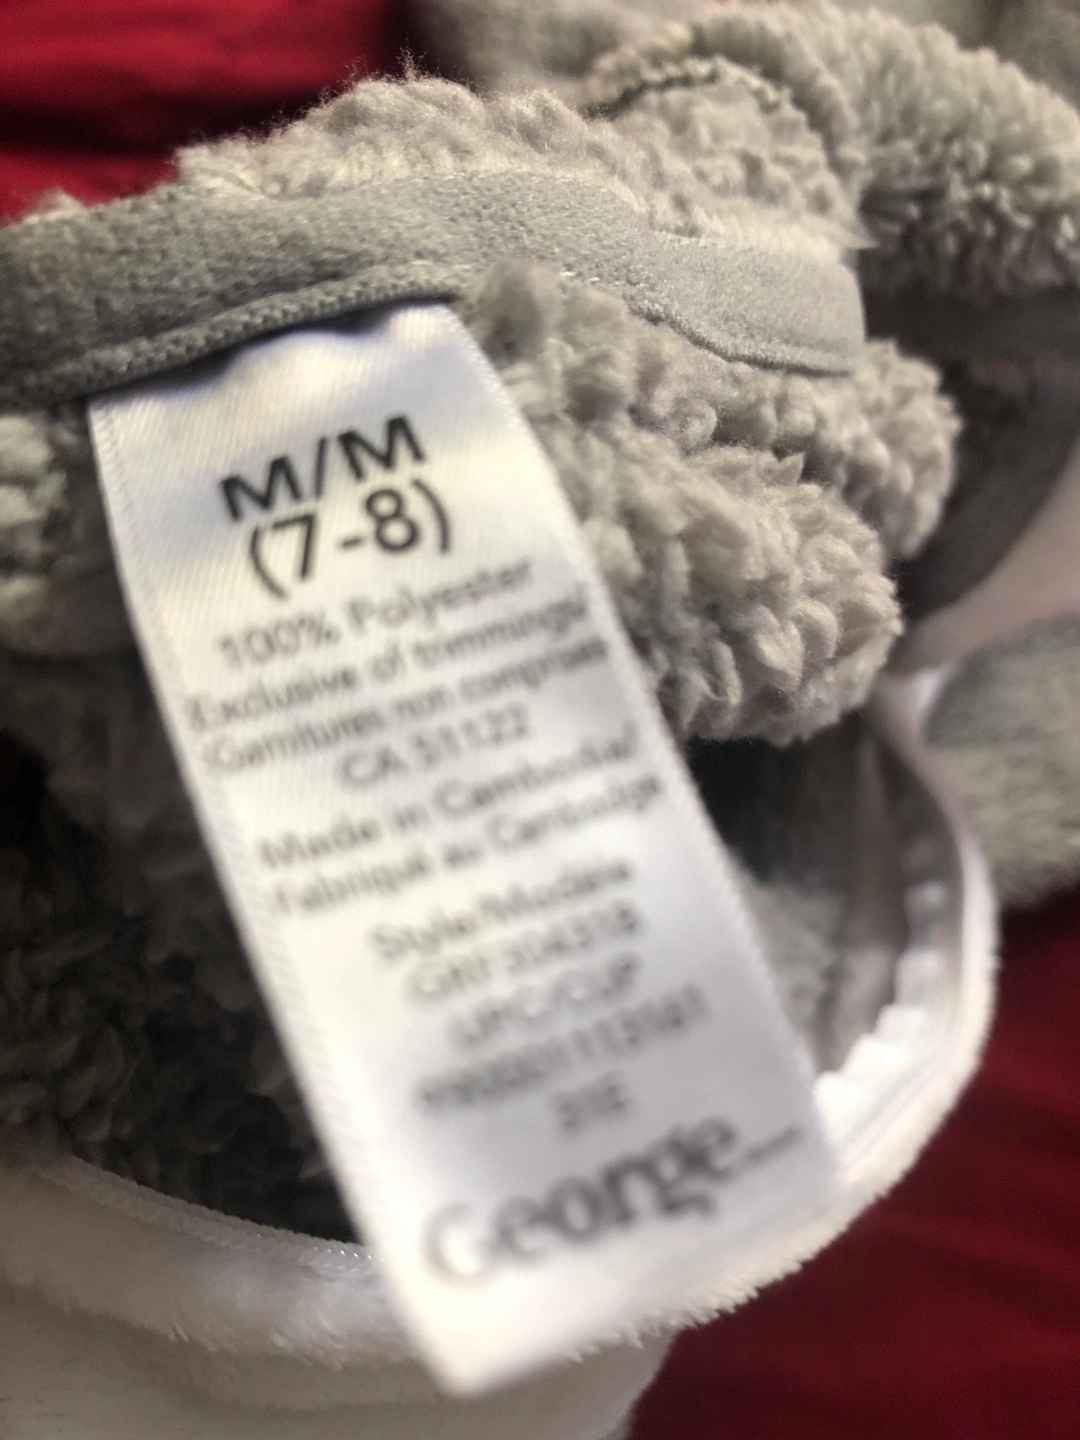 M/M
(7-8)
100% Polyester
Exclusive of trimmings/
Garnitures non comprises
CA 51122
Made in Cambodia/
Fabriqué au Cambodge
Style/Modèle
UPC/CUP
George